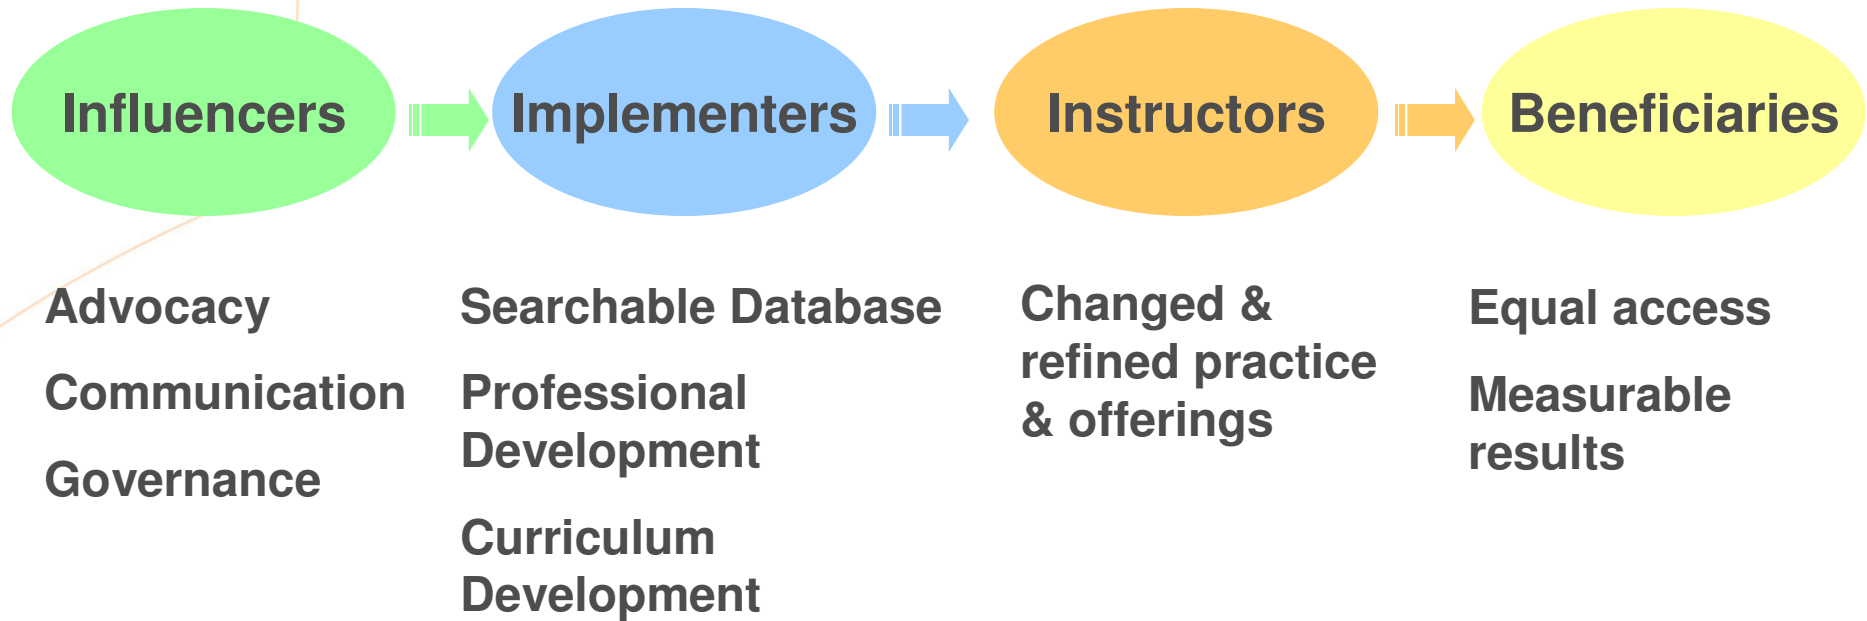 Influencers
Implementers
Instructors
Beneficiaries
Advocacy
Communication
Governance
Searchable Database
Professional
Development
Curriculum
Development
Changed &
refined practice
& offerings
Equal access
Measurable
results